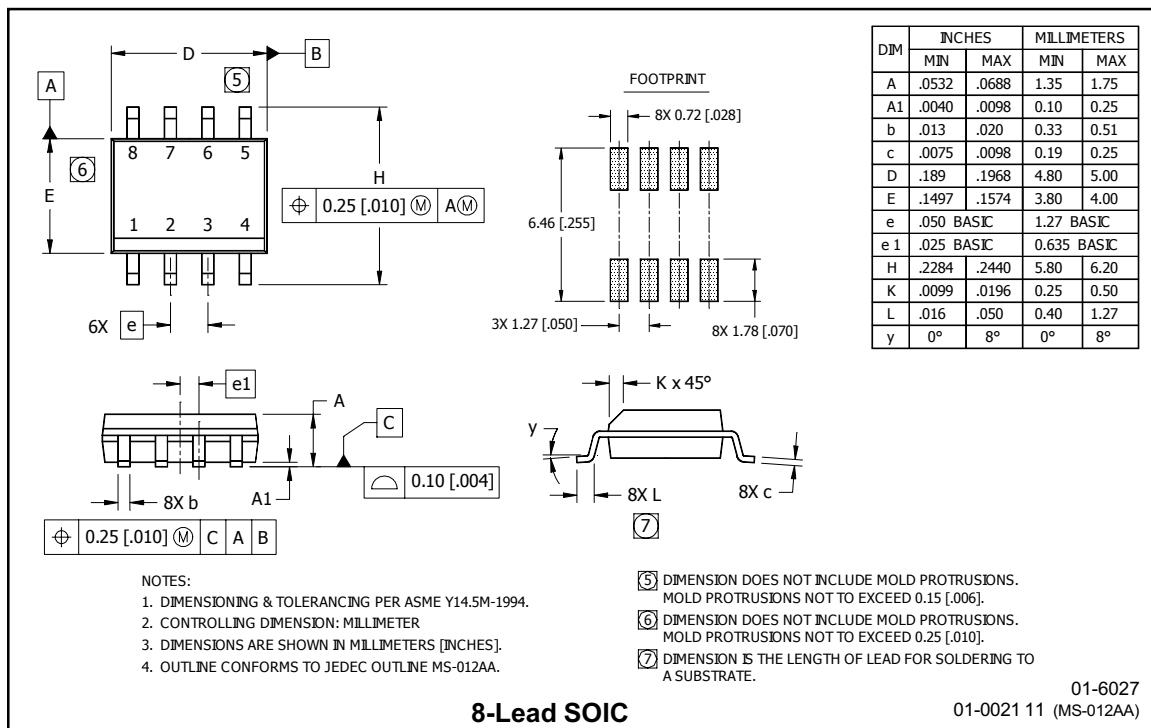 D
B
5
A
8 7 6 5
6
E
H
1 2 3 4
0.25 [.010] Ⓜ A Ⓜ
6X e
FOOTPRINT
8X 0.72 [.028]
6.46 [.255]
3X 1.27 [.050]
8X 1.78 [.070]
DIM INCHES MILLIMETERS
MIN MAX MIN MAX
A .0532 .0688 1.35 1.75
A1 .0040 .0098 0.10 0.25
b .013 .020 0.33 0.51
c .0075 .0098 0.19 0.25
D .189 .1968 4.80 5.00
E .1497 .1574 3.80 4.00
e .050 BASIC 1.27 BASIC
e 1 .025 BASIC 0.635 BASIC
H .2284 .2440 5.80 6.20
K .0099 .0196 0.25 0.50
L .016 .050 0.40 1.27
y 0° 8° 0° 8°
e1
A
C
A1
8X b
0.10 [.004]
0.25 [.010] Ⓜ C A B
K x 45°
y
8X L
8X c
7
NOTES:
1. DIMENSIONING & TOLERANCING PER ASME Y14.5M-1994.
2. CONTROLLING DIMENSION: MILLIMETER
3. DIMENSIONS ARE SHOWN IN MILLIMETERS [INCHES].
4. OUTLINE CONFORMS TO JEDEC OUTLINE MS-012AA.
5 DIMENSION DOES NOT INCLUDE MOLD PROTRUSIONS.
MOLD PROTRUSIONS NOT TO EXCEED 0.15 [.006].
6 DIMENSION DOES NOT INCLUDE MOLD PROTRUSIONS.
MOLD PROTRUSIONS NOT TO EXCEED 0.25 [.010].
7 DIMENSION IS THE LENGTH OF LEAD FOR SOLDERING TO
A SUBSTRATE.
8-Lead SOIC
01-6027
01-0021 11 (MS-012AA)